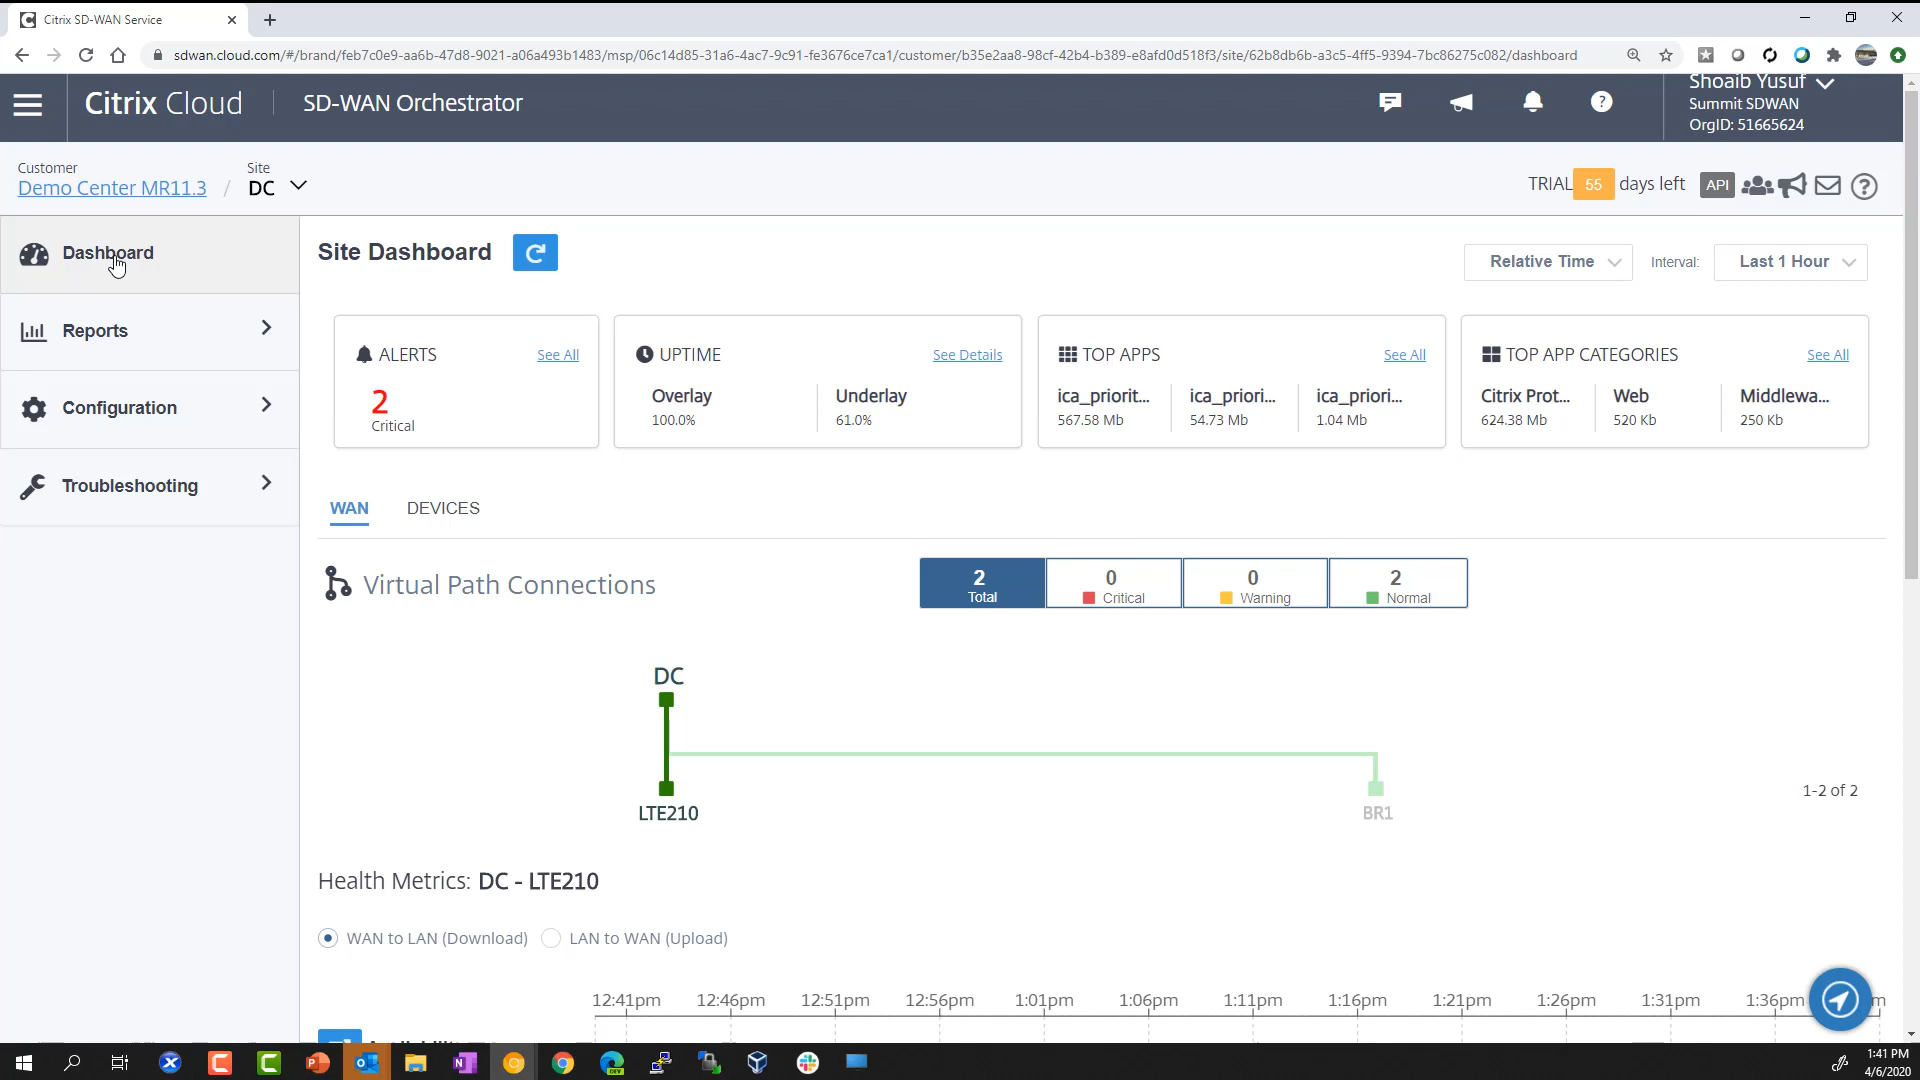 Citrix SD-WAN Service
sdwan.cloud.com/#/brand/feb7c0e9-aa6b-47d8-9021-a06a493b1483/msp/06c14d85-31a6-4ac7-9c91-fe3676ce7ca1/customer/b35e2aa8-98cf-42b4-b389-e8afd0d518f3/site/62b8db6b-a3c5-4ff5-9394-7bc86275c082/dashboard
Citrix Cloud
SD-WAN Orchestrator
Shoaib Yusuf
Summit SDWAN
OrgID: 51665624
Customer
Demo Center MR11.3
/
Site
DC
TRIAL 55 days left
API
Dashboard
Reports
Configuration
Troubleshooting
Site Dashboard
Relative Time
Interval:
Last 1 Hour
ALERTS
See All
2
Critical
UPTIME
See Details
Overlay
100.0%
Underlay
61.0%
TOP APPS
See All
ica_priorit...
567.58 Mb
ica_priori...
54.73 Mb
ica_priori...
1.04 Mb
TOP APP CATEGORIES
See All
Citrix Prot...
624.38 Mb
Web
520 Kb
Middlewa...
250 Kb
WAN
DEVICES
Virtual Path Connections
2
Total
0
Critical
0
Warning
2
Normal
DC
LTE210
BR1
1-2 of 2
Health Metrics: DC - LTE210
WAN to LAN (Download)
LAN to WAN (Upload)
12:41pm 12:46pm 12:51pm 12:56pm 1:01pm 1:06pm 1:11pm 1:16pm 1:21pm 1:26pm 1:31pm 1:36pm
1:41 PM
4/6/2020